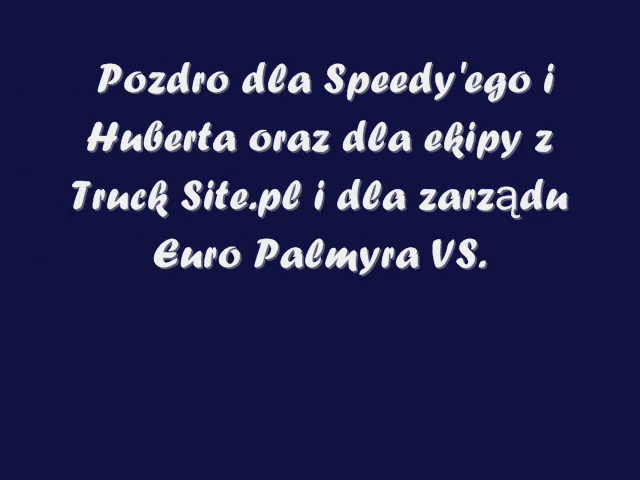 Pozdro dla Speedy'ego i
Huberta oraz dla ekipy z
Truck Site.pl i dla zarządu
Euro Palmyra VS.